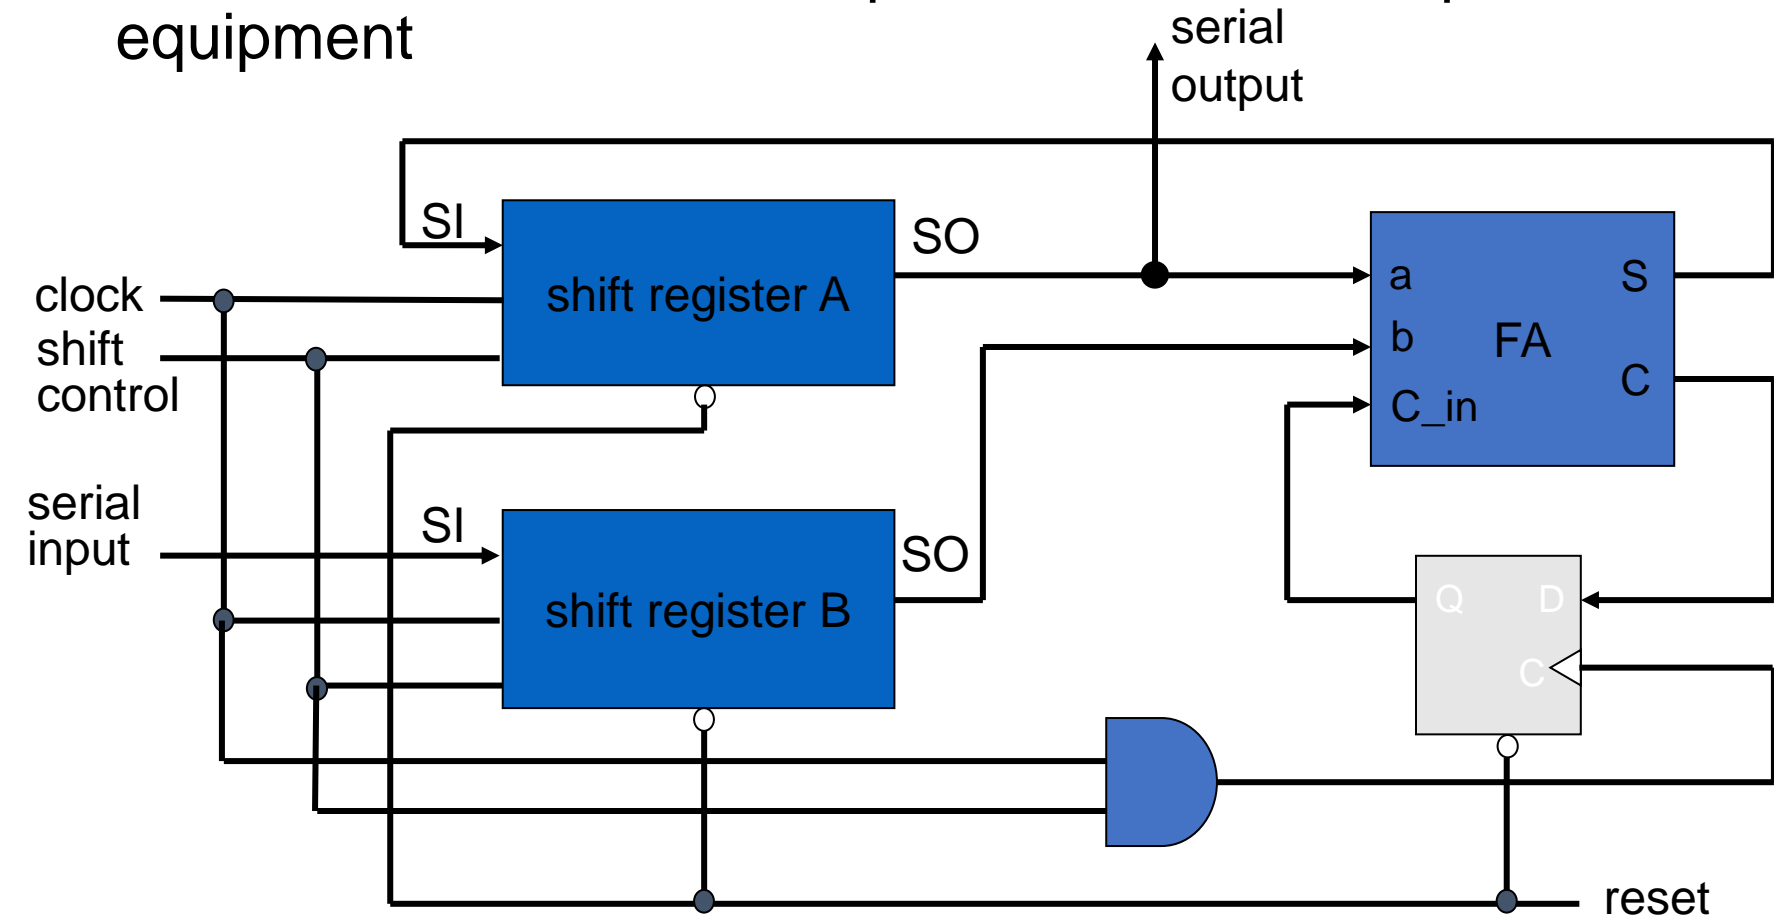 equipment
serial
output
SI
SO
clock
shift register A
shift
control
a
S
b
FA
C
C_in
serial
input
SI
SO
shift register B
Q
D
C
reset